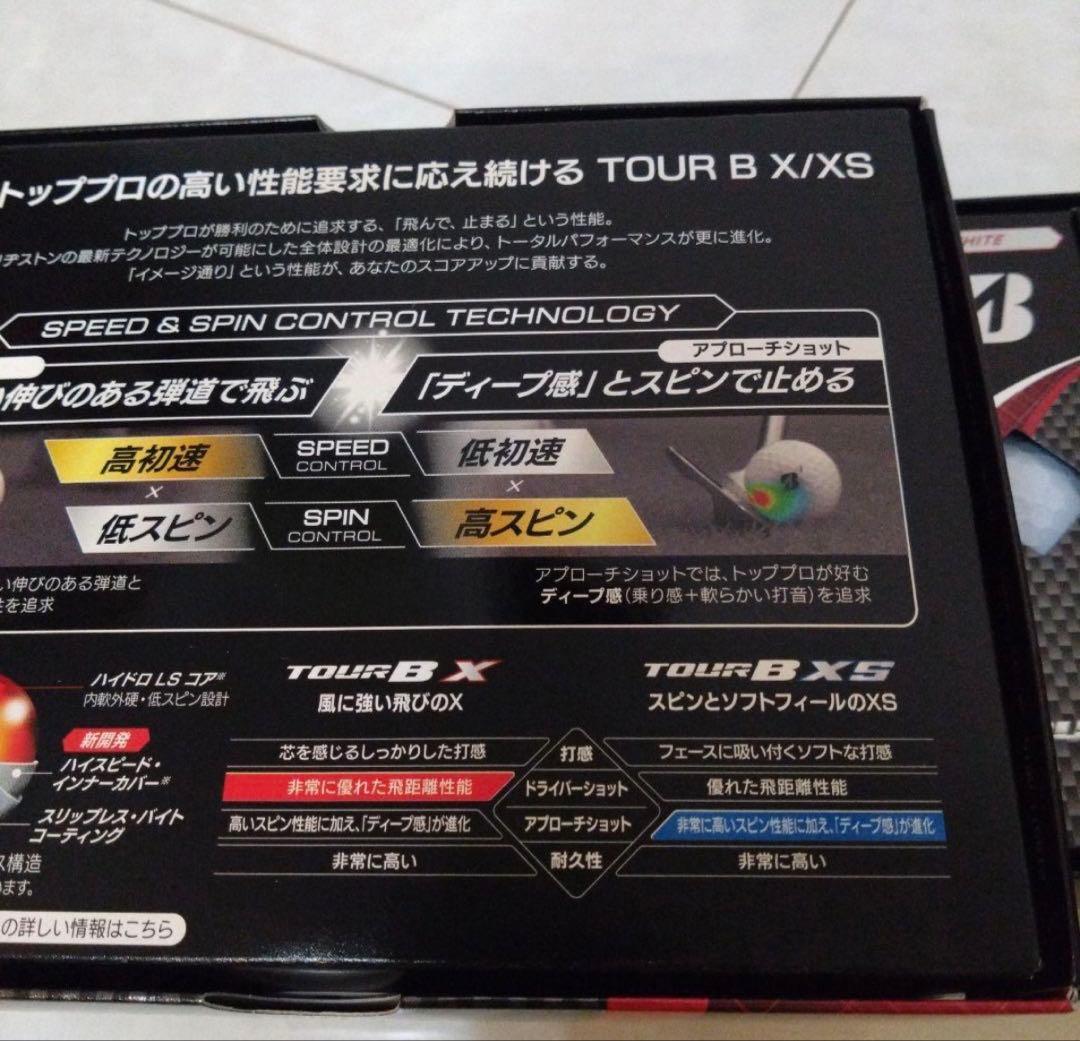 トッププロの高い性能要求に応え続ける TOUR B X/XS
トッププロが勝利のために追求する、「飛んで、止まる」という性能。
ヂストンの最新テクノロジーが可能にした全体設計の最適化により、トータルパフォーマンスが更に進化。
「イメージ通り」という性能が、あなたのスコアアップに貢献する。
SPEED & SPIN CONTROL TECHNOLOGY
アプローチショット
伸びのある弾道で飛ぶ
「ディープ感」とスピンで止める
高初速
SPEED CONTROL
低初速
×
×
低スピン
SPIN CONTROL
高スピン
い伸びのある弾道と
を追求
アプローチショットでは、トッププロが好む
ディープ感(乗り感+軟らかい打音)を追求
ハイドロ LS コア※
内軟外硬・低スピン設計
新開発
ハイスピード・
インナーカバー※
スリップレス・バイト
コーティング
ス構造
います。
の詳しい情報はこちら
TOUR B X
風に強い飛びのX
TOUR B XS
スピンとソフトフィールのXS
芯を感じるしっかりした打感
打感
フェースに吸い付くソフトな打感
非常に優れた飛距離性能
ドライバーショット
優れた飛距離性能
高いスピン性能に加え、「ディープ感」が進化
アプローチショット
非常に高いスピン性能に加え、「ディープ感」が進化
非常に高い
耐久性
非常に高い
WHITE
B